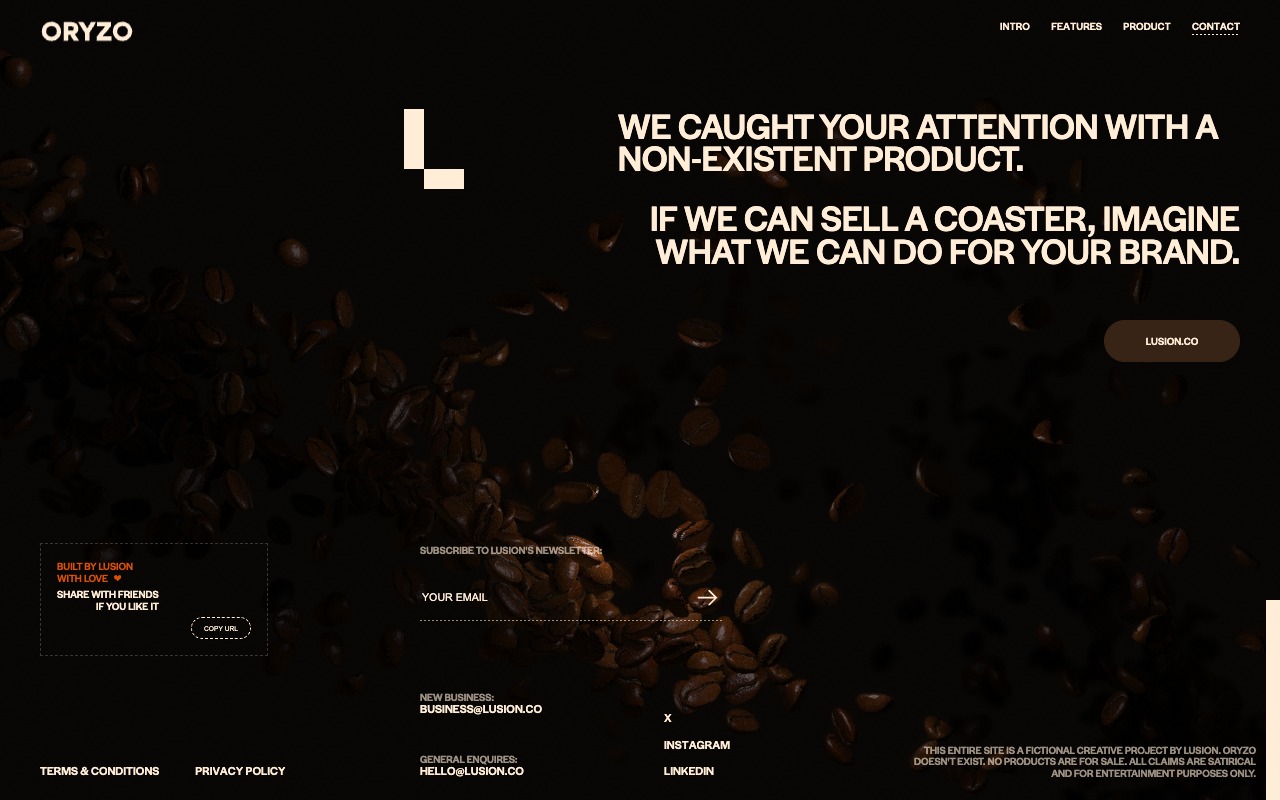 ORYZO
INTRO
FEATURES
PRODUCT
CONTACT
WE CAUGHT YOUR ATTENTION WITH A
NON-EXISTENT PRODUCT.
IF WE CAN SELL A COASTER, IMAGINE
WHAT WE CAN DO FOR YOUR BRAND.
LUSION.CO
BUILT BY LUSION
WITH LOVE ❤
SHARE WITH FRIENDS
IF YOU LIKE IT
COPY URL
SUBSCRIBE TO LUSION'S NEWSLETTER:
YOUR EMAIL
NEW BUSINESS:
BUSINESS@LUSION.CO
GENERAL ENQUIRES:
HELLO@LUSION.CO
X
INSTAGRAM
LINKEDIN
TERMS & CONDITIONS
PRIVACY POLICY
THIS ENTIRE SITE IS A FICTIONAL CREATIVE PROJECT BY LUSION. ORYZO
DOESN'T EXIST. NO PRODUCTS ARE FOR SALE. ALL CLAIMS ARE SATIRICAL
AND FOR ENTERTAINMENT PURPOSES ONLY.